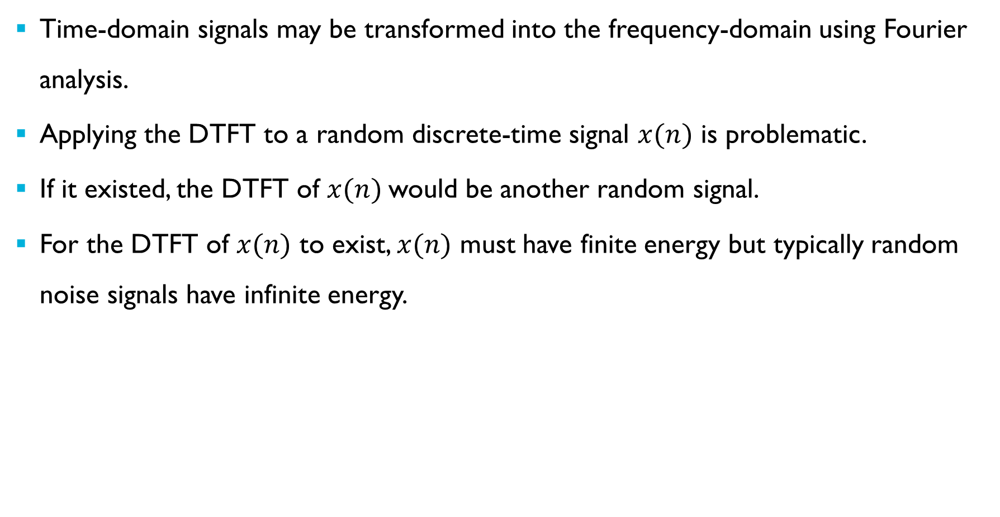 ▪ Time-domain signals may be transformed into the frequency-domain using Fourier
analysis.
▪ Applying the DTFT to a random discrete-time signal 𝑥(𝑛) is problematic.
▪ If it existed, the DTFT of 𝑥(𝑛) would be another random signal.
▪ For the DTFT of 𝑥(𝑛) to exist, 𝑥(𝑛) must have finite energy but typically random
noise signals have infinite energy.